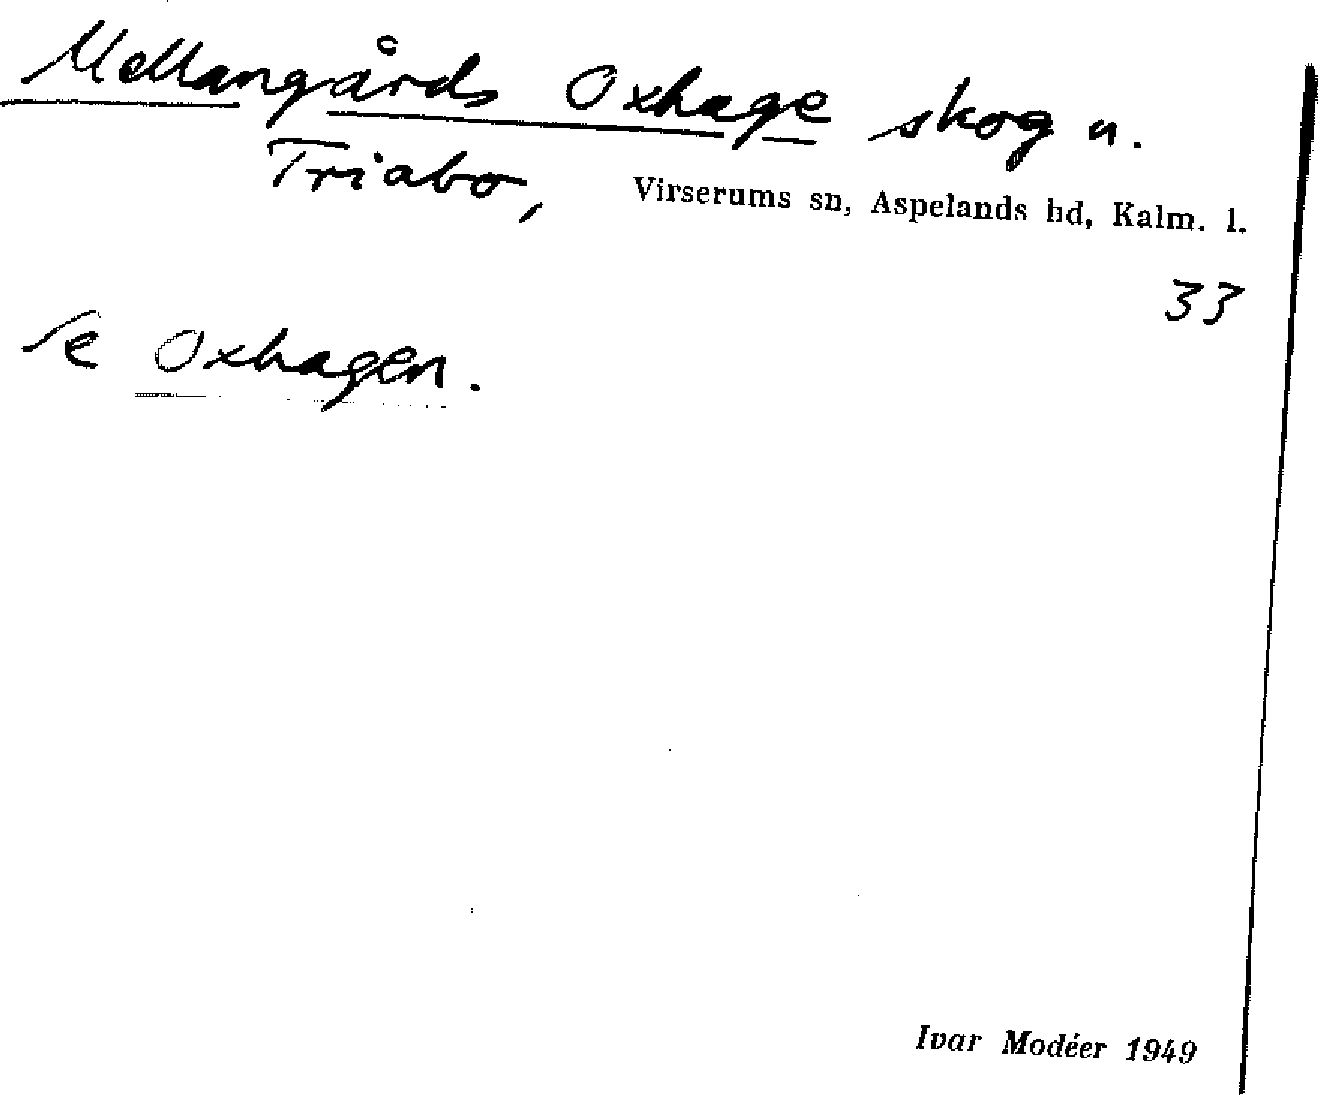 Mellangårds Oxhage skog u.
Triabo, Virserums sn, Aspelands hd, Kalm. l.
33
se Oxhagen.
Ivar Modéer 1949